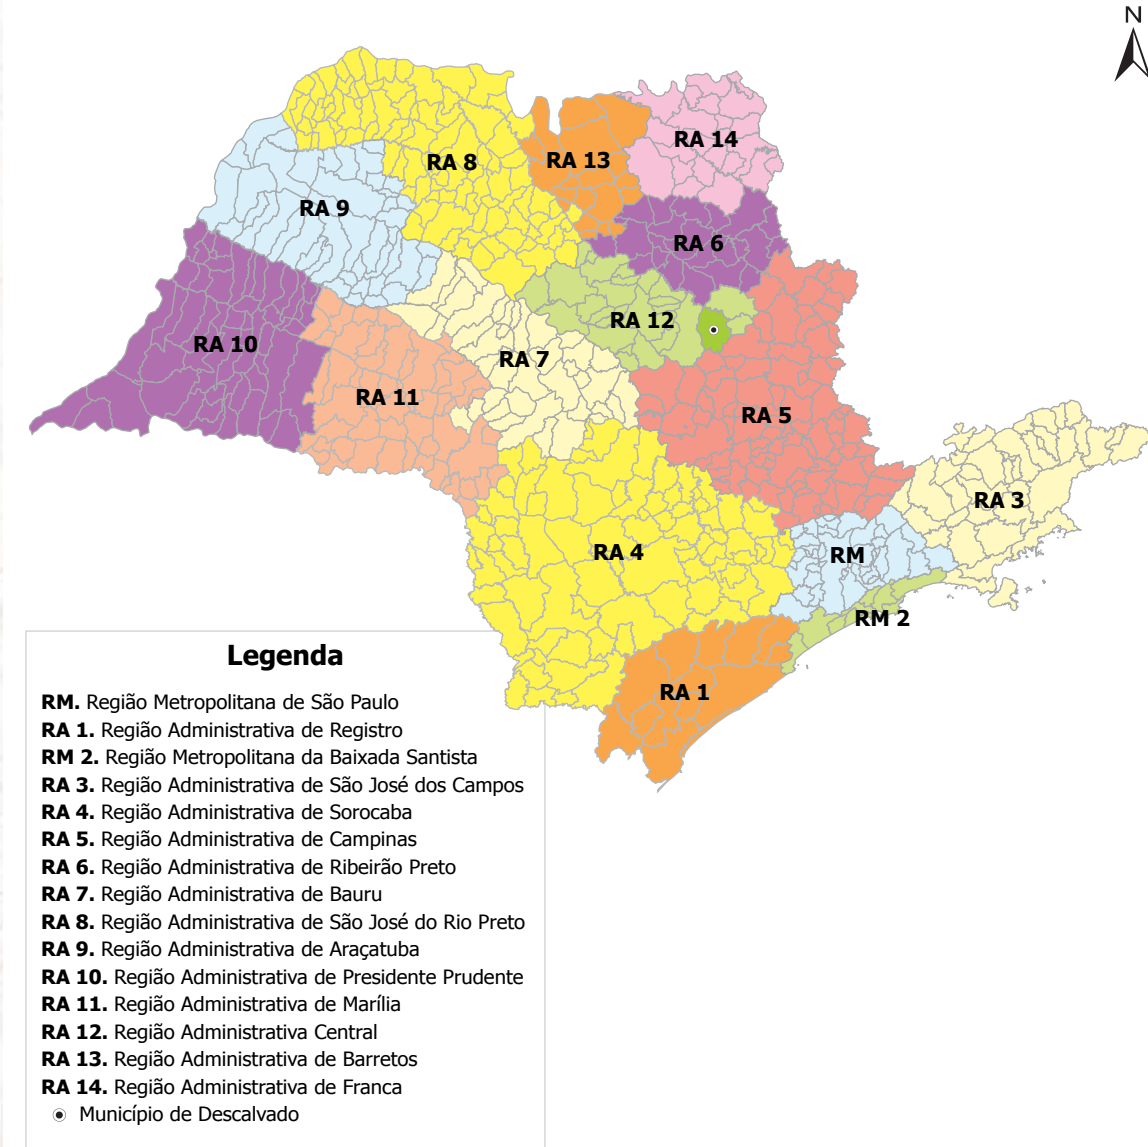 N
RA 8
RA 13
RA 14
RA 9
RA 6
RA 12
RA 10
RA 7
RA 11
RA 5
RA 3
RA 4
RM
RM 2
RA 1
Legenda
RM. Região Metropolitana de São Paulo
RA 1. Região Administrativa de Registro
RM 2. Região Metropolitana da Baixada Santista
RA 3. Região Administrativa de São José dos Campos
RA 4. Região Administrativa de Sorocaba
RA 5. Região Administrativa de Campinas
RA 6. Região Administrativa de Ribeirão Preto
RA 7. Região Administrativa de Bauru
RA 8. Região Administrativa de São José do Rio Preto
RA 9. Região Administrativa de Araçatuba
RA 10. Região Administrativa de Presidente Prudente
RA 11. Região Administrativa de Marília
RA 12. Região Administrativa Central
RA 13. Região Administrativa de Barretos
RA 14. Região Administrativa de Franca
Município de Descalvado